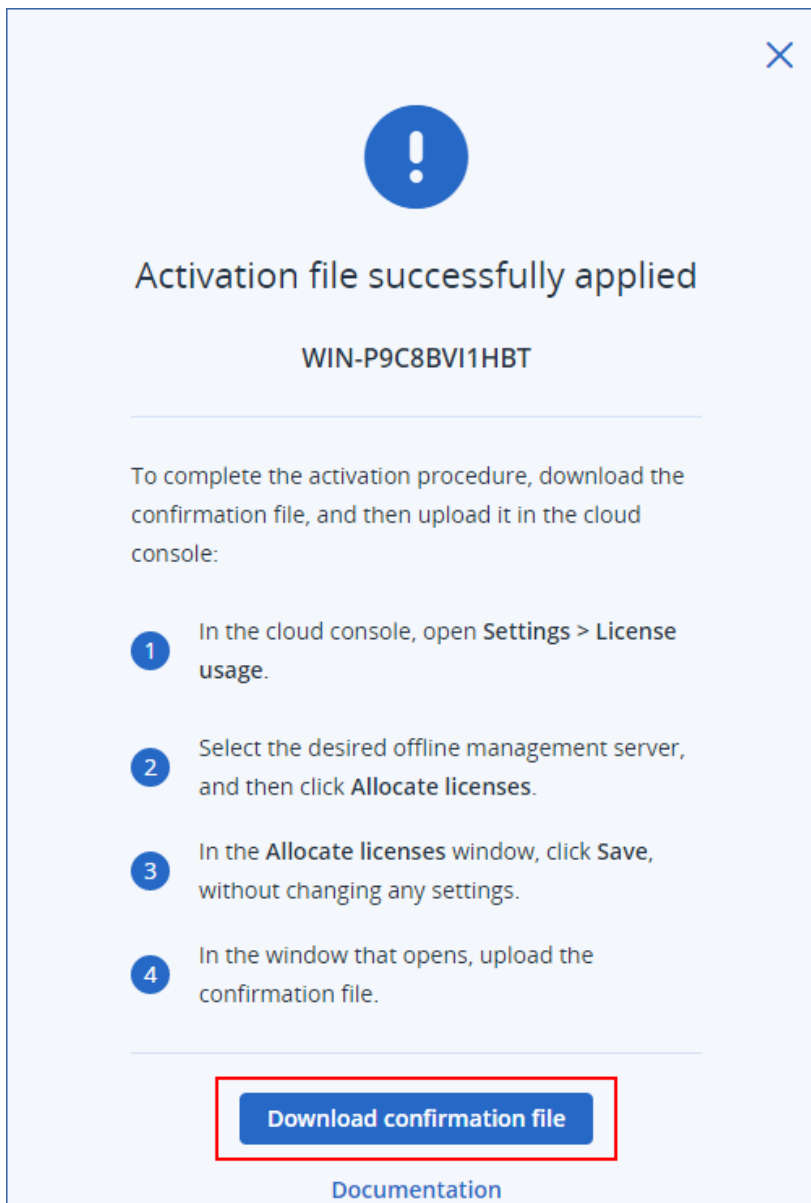 Activation file successfully applied
WIN-P9C8BVI1HBT
To complete the activation procedure, download the
confirmation file, and then upload it in the cloud
console:
1
In the cloud console, open Settings > License
usage.
2
Select the desired offline management server,
and then click Allocate licenses.
3
In the Allocate licenses window, click Save,
without changing any settings.
4
In the window that opens, upload the
confirmation file.
Download confirmation file
Documentation